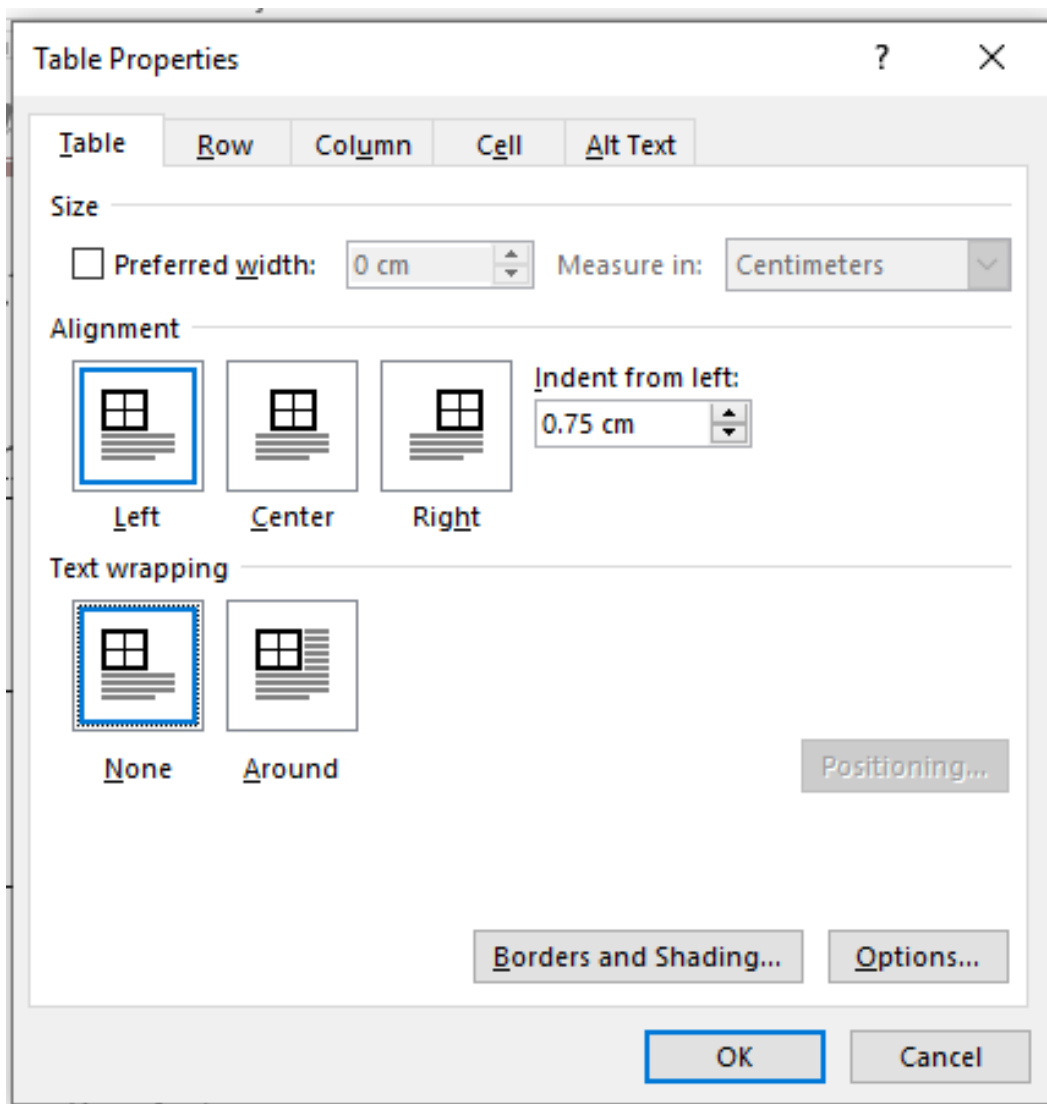 Table Properties ? ×
Table Row Column Cell Alt Text
Size
Preferred width: 0 cm Measure in: Centimeters
Alignment
Indent from left:
0.75 cm
Left Center Right
Text wrapping
None Around
Positioning...
Borders and Shading... Options...
OK Cancel